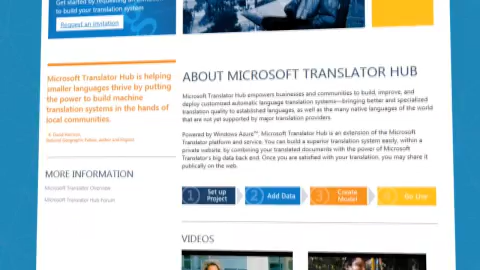 Get started by requesting an invitation
to build your translation system
Request an invitation
Microsoft Translator Hub is helping
smaller languages thrive by putting
the power to build machine
translation systems in the hands of
local communities.
ABOUT MICROSOFT TRANSLATOR HUB
Microsoft Translator Hub empowers businesses and communities to build, improve, and
deploy customized automatic language translation systems—bringing better and specialized
translation quality to established languages, as well as the many native languages of the world
that are not yet supported by major translation providers.
Powered by Windows Azure™, Microsoft Translator Hub is an extension of the Microsoft
Translator platform and service. You can build a superior translation system easily, within a
private website, by combining your translated documents with the power of Microsoft
Translator's big data back end. Once you are satisfied with your translation, you may share it
publically on the web.
MORE INFORMATION
Microsoft Translator Overview
Microsoft Translator Hub Forum
1 Set up Project
2 Add Data
3 Create Model
4
VIDEOS